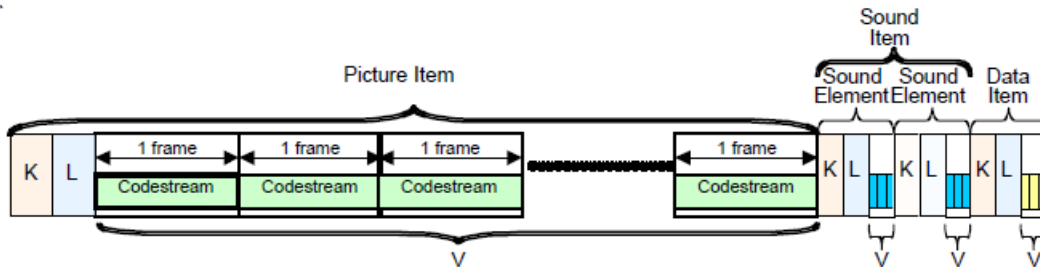 Sound
Item
Picture Item
Sound Sound Data
Element Element Item
1 frame 1 frame 1 frame 1 frame
K L Codestream Codestream Codestream Codestream K L K L K L
V V V V